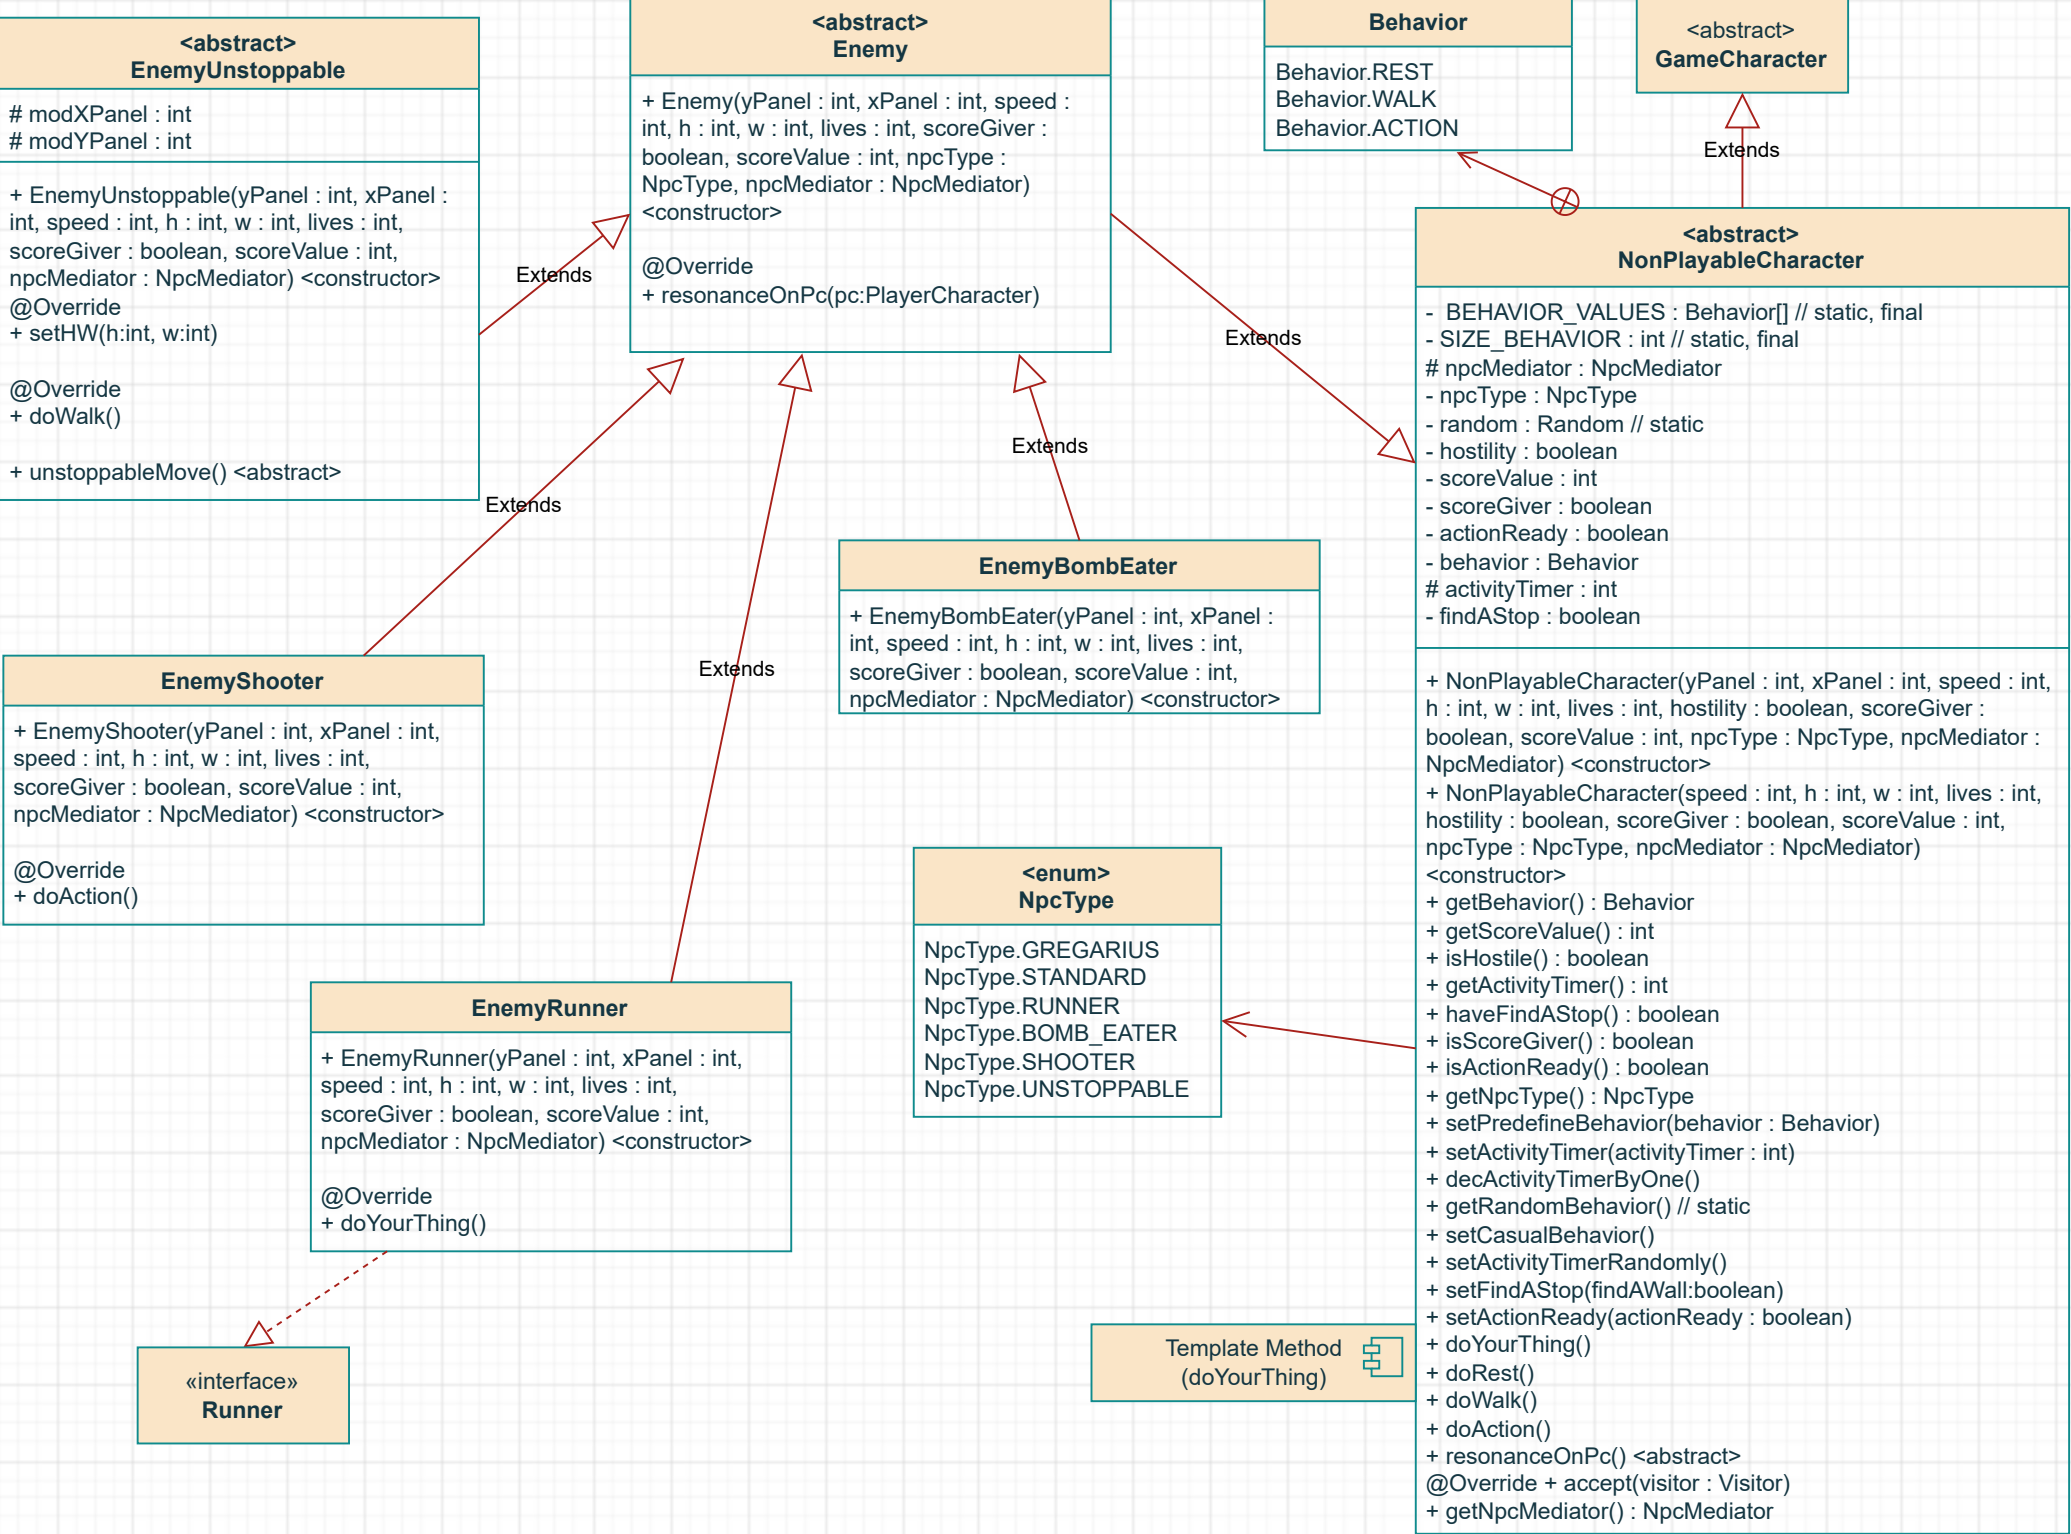 <abstract>
EnemyUnstoppable
# modXPanel : int
# modYPanel : int
+ EnemyUnstoppable(yPanel : int, xPanel :
int, speed : int, h : int, w : int, lives : int,
scoreGiver : boolean, scoreValue : int,
npcMediator : NpcMediator) <constructor>
@Override
+ setHW(h:int, w:int)
@Override
+ doWalk()
+ unstoppableMove() <abstract>
Extends
<abstract>
Enemy
+ Enemy(yPanel : int, xPanel : int, speed :
int, h : int, w : int, lives : int, scoreGiver :
boolean, scoreValue : int, npcType :
NpcType, npcMediator : NpcMediator)
<constructor>
@Override
+ resonanceOnPc(pc:PlayerCharacter)
Behavior
Behavior.REST
Behavior.WALK
Behavior.ACTION
<abstract>
GameCharacter
Extends
Extends
Extends
Extends
Extends
EnemyBombEater
+ EnemyBombEater(yPanel : int, xPanel :
int, speed : int, h : int, w : int, lives : int,
scoreGiver : boolean, scoreValue : int,
npcMediator : NpcMediator) <constructor>
EnemyShooter
+ EnemyShooter(yPanel : int, xPanel : int,
speed : int, h : int, w : int, lives : int,
scoreGiver : boolean, scoreValue : int,
npcMediator : NpcMediator) <constructor>
@Override
+ doAction()
EnemyRunner
+ EnemyRunner(yPanel : int, xPanel : int,
speed : int, h : int, w : int, lives : int,
scoreGiver : boolean, scoreValue : int,
npcMediator : NpcMediator) <constructor>
@Override
+ doYourThing()
«interface»
Runner
<enum>
NpcType
NpcType.GREGARIUS
NpcType.STANDARD
NpcType.RUNNER
NpcType.BOMB_EATER
NpcType.SHOOTER
NpcType.UNSTOPPABLE
Template Method
(doYourThing)
<abstract>
NonPlayableCharacter
- BEHAVIOR_VALUES : Behavior[] // static, final
- SIZE_BEHAVIOR : int // static, final
# npcMediator : NpcMediator
- npcType : NpcType
- random : Random // static
- hostility : boolean
- scoreValue : int
- scoreGiver : boolean
- actionReady : boolean
- behavior : Behavior
# activityTimer : int
- findAStop : boolean
+ NonPlayableCharacter(yPanel : int, xPanel : int, speed : int,
h : int, w : int, lives : int, hostility : boolean, scoreGiver :
boolean, scoreValue : int, npcType : NpcType, npcMediator :
NpcMediator) <constructor>
+ NonPlayableCharacter(speed : int, h : int, w : int, lives : int,
hostility : boolean, scoreGiver : boolean, scoreValue : int,
npcType : NpcType, npcMediator : NpcMediator)
<constructor>
+ getBehavior() : Behavior
+ getScoreValue() : int
+ isHostile() : boolean
+ getActivityTimer() : int
+ haveFindAStop() : boolean
+ isScoreGiver() : boolean
+ isActionReady() : boolean
+ getNpcType() : NpcType
+ setPredefineBehavior(behavior : Behavior)
+ setActivityTimer(activityTimer : int)
+ decActivityTimerByOne()
+ getRandomBehavior() // static
+ setCasualBehavior()
+ setActivityTimerRandomly()
+ setFindAStop(findAWall:boolean)
+ setActionReady(actionReady : boolean)
+ doYourThing()
+ doRest()
+ doWalk()
+ doAction()
+ resonanceOnPc() <abstract>
@Override + accept(visitor : Visitor)
+ getNpcMediator() : NpcMediator